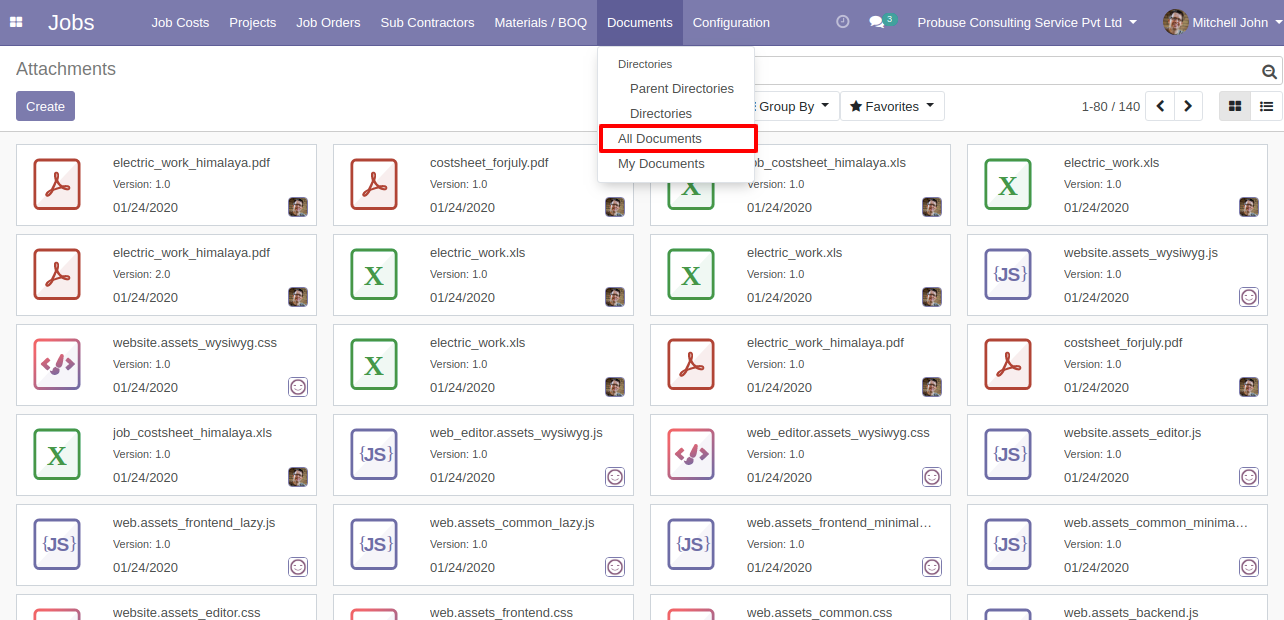 Jobs Job Costs Projects Job Orders Sub Contractors Materials / BOQ Documents Configuration 3 Probuse Consulting Service Pvt Ltd Mitchell John
Attachments
Create
Directories
Parent Directories
Directories
All Documents
My Documents
Group By Favorites 1-80 / 140
electric_work_himalaya.pdf
Version: 1.0
01/24/2020
costsheet_forjuly.pdf
Version: 1.0
01/24/2020
X
ob_costsheet_himalaya.xls
Version: 1.0
01/24/2020
X
electric_work.xls
Version: 1.0
01/24/2020
electric_work_himalaya.pdf
Version: 2.0
01/24/2020
X
electric_work.xls
Version: 1.0
01/24/2020
X
electric_work.xls
Version: 1.0
01/24/2020
{JS}
website.assets_wysiwyg.js
Version: 1.0
01/24/2020
website.assets_wysiwyg.css
Version: 1.0
01/24/2020
X
electric_work.xls
Version: 1.0
01/24/2020
electric_work_himalaya.pdf
Version: 1.0
01/24/2020
costsheet_forjuly.pdf
Version: 1.0
01/24/2020
X
job_costsheet_himalaya.xls
Version: 1.0
01/24/2020
{JS}
web_editor.assets_wysiwyg.js
Version: 1.0
01/24/2020
web_editor.assets_wysiwyg.css
Version: 1.0
01/24/2020
{JS}
website.assets_editor.js
Version: 1.0
01/24/2020
{JS}
web.assets_frontend_lazy.js
Version: 1.0
01/24/2020
{JS}
web.assets_common_lazy.js
Version: 1.0
01/24/2020
{JS}
web.assets_frontend_minimal…
Version: 1.0
01/24/2020
{JS}
web.assets_common_minima…
Version: 1.0
01/24/2020
website.assets_editor.css
web.assets_frontend.css
web.assets_common.css
web.assets_backend.js